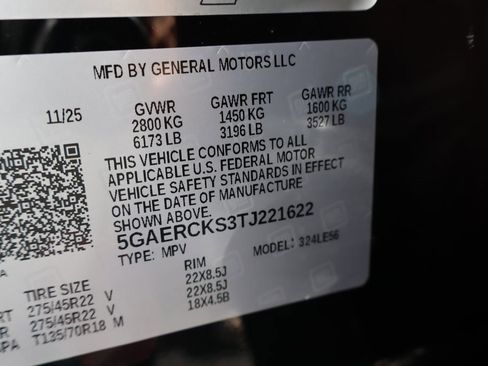 MFD BY GENERAL MOTORS LLC
11/25 GVWR GAWR FRT GAWR RR
2800 KG 1450 KG 1600 KG
6173 LB 3196 LB 3527 LB
THIS VEHICLE CONFORMS TO ALL
APPLICABLE U.S. FEDERAL MOTOR
VEHICLE SAFETY STANDARDS IN EFFECT
ON THE DATE OF MANUFACTURE
SHOWN ABOVE.
5GAERCKS3TJ221622
TYPE: MPV MODEL: 324LE56
TIRE SIZE RIM
275/45R22 V 22X8.5J
275/45R22 V 22X8.5J
T135/70R18 M 18X4.5B